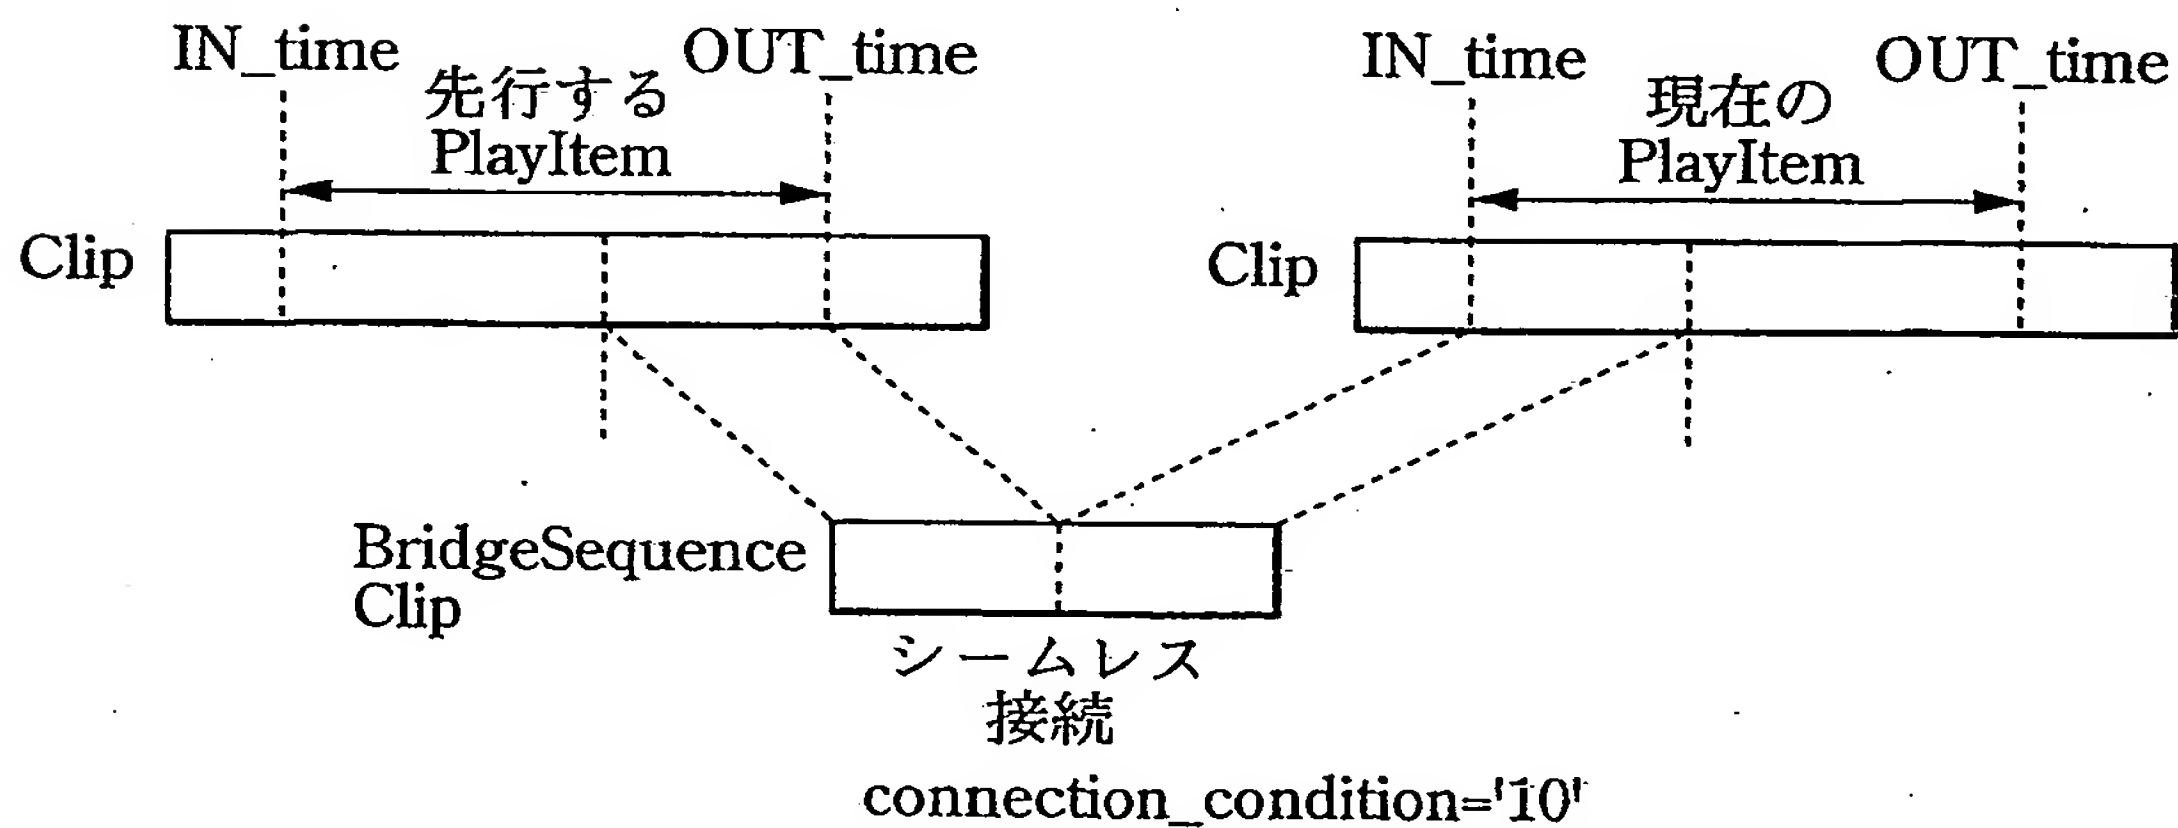 IN_time
OUT_time
先行する
PlayItem
Clip
IN_time
OUT_time
現在の
PlayItem
Clip
BridgeSequence
Clip
シームレス
接続
connection_condition='10'